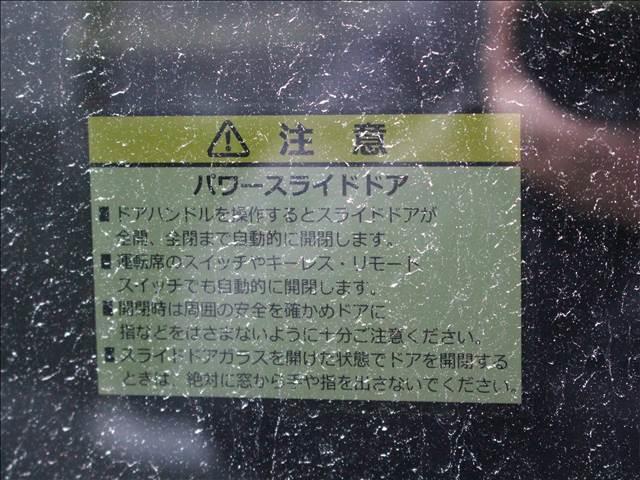 注意
パワースライドドア
■ドアハンドルを操作するとスライドドアが
全開、全閉まで自動的に開閉します。
■運転席のスイッチやキーレス・リモート
スイッチでも自動的に開閉します。
■開閉時は周囲の安全を確かめドアに
指などをはさまないように十分ご注意ください。
■スライドドアガラスを開けた状態でドアを開閉する
ときは、絶対に窓から手や指を出さないでください。